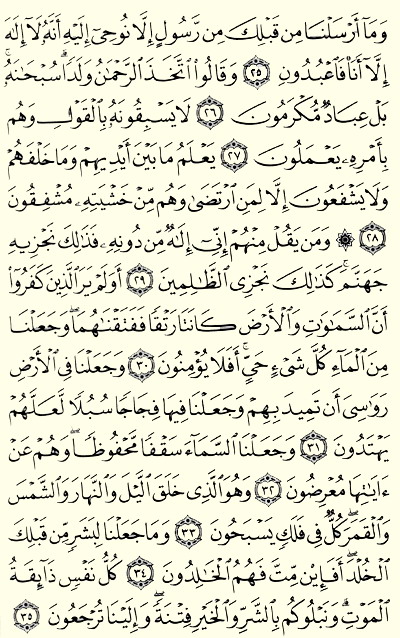 وَمَآ أَرۡسَلۡنَا مِن قَبۡلِكَ مِن رَّسُولٍ إِلَّا نُوحِيٓ إِلَيۡهِ أَنَّهُۥ لَآ إِلَٰهَ
إِلَّآ أَنَا۠ فَٱعۡبُدُونِ ٢٥ وَقَالُواْ ٱتَّخَذَ ٱلرَّحۡمَٰنُ وَلَدٗاۗ سُبۡحَٰنَهُۥۚ
بَلۡ عِبَادٞ مُّكۡرَمُونَ ٢٦ لَا يَسۡبِقُونَهُۥ بِٱلۡقَوۡلِ وَهُم
بِأَمۡرِهِۦ يَعۡمَلُونَ ٢٧ يَعۡلَمُ مَا بَيۡنَ أَيۡدِيهِمۡ وَمَا خَلۡفَهُمۡ
وَلَا يَشۡفَعُونَ إِلَّا لِمَنِ ٱرۡتَضَىٰ وَهُم مِّنۡ خَشۡيَتِهِۦ مُشۡفِقُونَ
٢٨ ۞ وَمَن يَقُلۡ مِنۡهُمۡ إِنِّيٓ إِلَٰهٞ مِّن دُونِهِۦ فَذَٰلِكَ نَجۡزِيهِ
جَهَنَّمَۚ كَذَٰلِكَ نَجۡزِي ٱلظَّٰلِمِينَ ٢٩ أَوَلَمۡ يَرَ ٱلَّذِينَ كَفَرُوٓاْ
أَنَّ ٱلسَّمَٰوَٰتِ وَٱلۡأَرۡضَ كَانَتَا رَتۡقٗا فَفَتَقۡنَٰهُمَاۖ وَجَعَلۡنَا
مِنَ ٱلۡمَآءِ كُلَّ شَيۡءٍ حَيٍّۚ أَفَلَا يُؤۡمِنُونَ ٣٠ وَجَعَلۡنَا فِي ٱلۡأَرۡضِ
رَوَٰسِيَ أَن تَمِيدَ بِهِمۡ وَجَعَلۡنَا فِيهَا فِجَاجٗا سُبُلٗا لَّعَلَّهُمۡ
يَهۡتَدُونَ ٣١ وَجَعَلۡنَا ٱلسَّمَآءَ سَقۡفٗا مَّحۡفُوظٗاۖ وَهُمۡ عَنۡ
ءَايَٰتِهَا مُعۡرِضُونَ ٣٢ وَهُوَ ٱلَّذِي خَلَقَ ٱلَّيۡلَ وَٱلنَّهَارَ وَٱلشَّمۡسَ
وَٱلۡقَمَرَۖ كُلّٞ فِي فَلَكٖ يَسۡبَحُونَ ٣٣ وَمَا جَعَلۡنَا لِبَشَرٖ مِّن قَبۡلِكَ
ٱلۡخُلۡدَۖ أَفَإِيْن مِّتَّ فَهُمُ ٱلۡخَٰلِدُونَ ٣٤ كُلُّ نَفۡسٖ ذَآئِقَةُ
ٱلۡمَوۡتِۗ وَنَبۡلُوكُم بِٱلشَّرِّ وَٱلۡخَيۡرِ فِتۡنَةٗۖ وَإِلَيۡنَا تُرۡجَعُونَ ٣٥